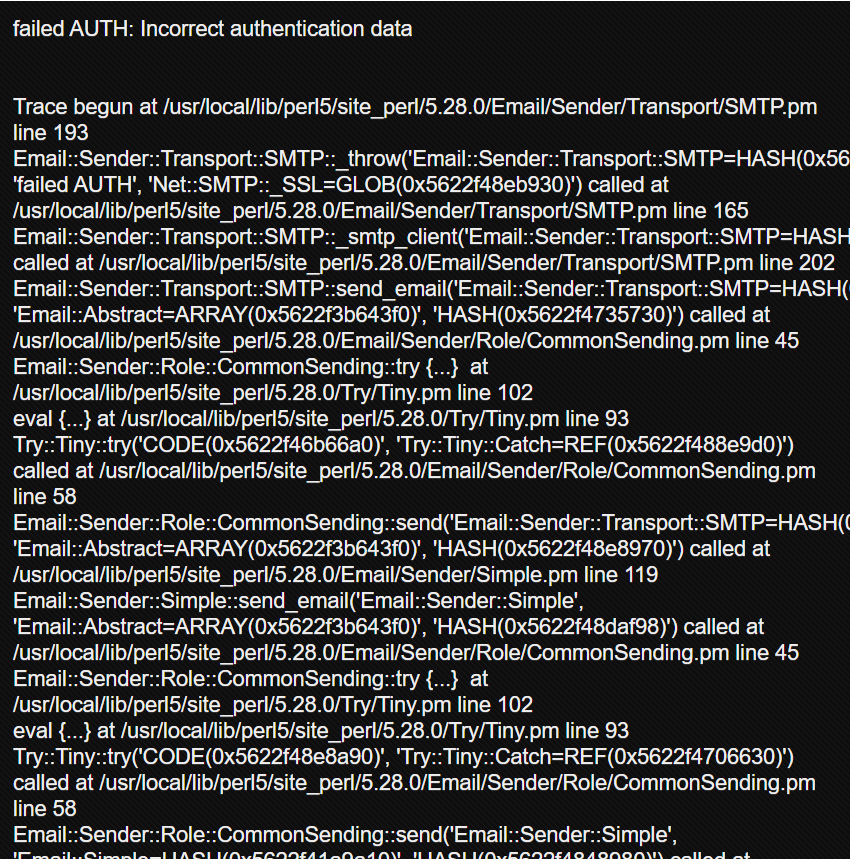 failed AUTH: Incorrect authentication data
Trace begun at /usr/local/lib/perl5/site_perl/5.28.0/Email/Sender/Transport/SMTP.pm
line 193
Email::Sender::Transport::SMTP::_throw('Email::Sender::Transport::SMTP=HASH(0x56
'failed AUTH', 'Net::SMTP::_SSL=GLOB(0x5622f48eb930)') called at
/usr/local/lib/perl5/site_perl/5.28.0/Email/Sender/Transport/SMTP.pm line 165
Email::Sender::Transport::SMTP::_smtp_client('Email::Sender::Transport::SMTP=HASH
called at /usr/local/lib/perl5/site_perl/5.28.0/Email/Sender/Transport/SMTP.pm line 202
Email::Sender::Transport::SMTP::send_email('Email::Sender::Transport::SMTP=HASH(
'Email::Abstract=ARRAY(0x5622f3b643f0)', 'HASH(0x5622f4735730)') called at
/usr/local/lib/perl5/site_perl/5.28.0/Email/Sender/Role/CommonSending.pm line 45
Email::Sender::Role::CommonSending::try {...}  at
/usr/local/lib/perl5/site_perl/5.28.0/Try/Tiny.pm line 102
eval {...} at /usr/local/lib/perl5/site_perl/5.28.0/Try/Tiny.pm line 93
Try::Tiny::try('CODE(0x5622f46b66a0)', 'Try::Tiny::Catch=REF(0x5622f488e9d0)')
called at /usr/local/lib/perl5/site_perl/5.28.0/Email/Sender/Role/CommonSending.pm
line 58
Email::Sender::Role::CommonSending::send('Email::Sender::Transport::SMTP=HASH(0
'Email::Abstract=ARRAY(0x5622f3b643f0)', 'HASH(0x5622f48e8970)') called at
/usr/local/lib/perl5/site_perl/5.28.0/Email/Sender/Simple.pm line 119
Email::Sender::Simple::send_email('Email::Sender::Simple',
'Email::Abstract=ARRAY(0x5622f3b643f0)', 'HASH(0x5622f48daf98)') called at
/usr/local/lib/perl5/site_perl/5.28.0/Email/Sender/Role/CommonSending.pm line 45
Email::Sender::Role::CommonSending::try {...}  at
/usr/local/lib/perl5/site_perl/5.28.0/Try/Tiny.pm line 102
eval {...} at /usr/local/lib/perl5/site_perl/5.28.0/Try/Tiny.pm line 93
Try::Tiny::try('CODE(0x5622f48e8a90)', 'Try::Tiny::Catch=REF(0x5622f4706630)')
called at /usr/local/lib/perl5/site_perl/5.28.0/Email/Sender/Role/CommonSending.pm
line 58
Email::Sender::Role::CommonSending::send('Email::Sender::Simple',
'Email::Simple=HASH(0x5622f41a9a10)', 'HASH(0x5622f4848980)') called at